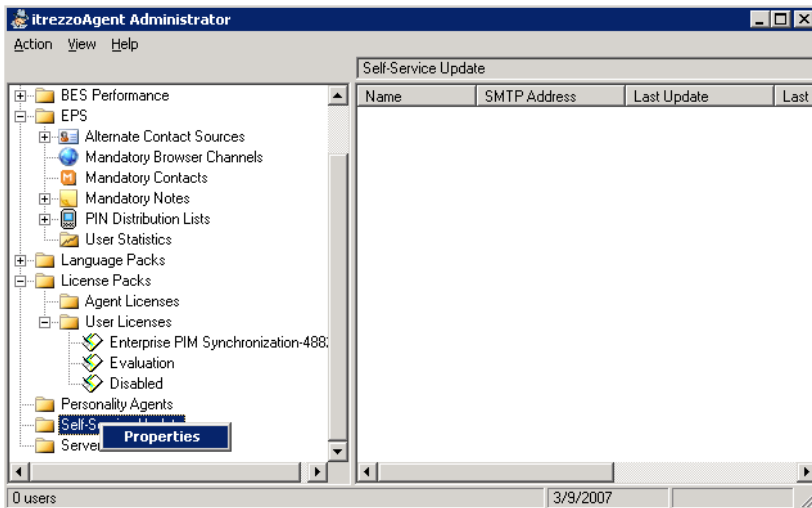 itrezzoAgent Administrator
Action View Help
Self-Service Update
Name SMTP Address Last Update Last
BES Performance
EPS
Alternate Contact Sources
Mandatory Browser Channels
Mandatory Contacts
Mandatory Notes
PIN Distribution Lists
User Statistics
Language Packs
License Packs
Agent Licenses
User Licenses
Enterprise PIM Synchronization-488
Evaluation
Disabled
Personality Agents
Self-S
Properties
Server
0 users 3/9/2007